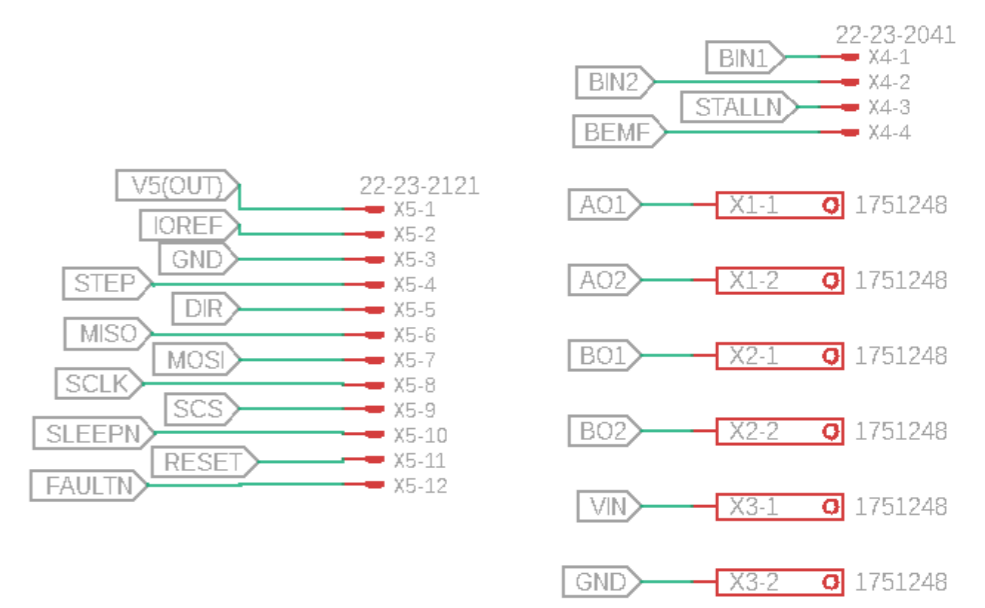 22-23-2041
BIN1 X4-1
BIN2 X4-2
STALLN X4-3
BEMF X4-4
22-23-2121
V5(OUT) X5-1
IOREF X5-2
GND X5-3
STEP X5-4
DIR X5-5
MISO X5-6
MOSI X5-7
SCLK X5-8
SCS X5-9
SLEEPN X5-10
RESET X5-11
FAULTN X5-12
AO1 X1-1 1751248
AO2 X1-2 1751248
BO1 X2-1 1751248
BO2 X2-2 1751248
VIN X3-1 1751248
GND X3-2 1751248